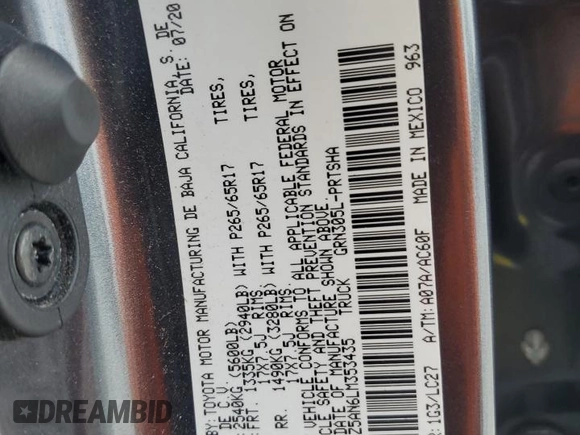 BY: TOYOTA MOTOR MANUFACTURING DE BAJA CALIFORNIA S. DE
DE C.V. DATE: 07/20
2540KG (5600LB)
FRT. 1335KG (2940LB) WITH P265/65R17 TIRES,
17X7.5J RIMS.
RR. 1490KG (3280LB) WITH P265/65R17 TIRES,
17X7.5J RIMS.
VEHICLE CONFORMS TO ALL APPLICABLE FEDERAL MOTOR
CLE SAFETY AND THEFT PREVENTION STANDARDS IN EFFECT ON
DATE OF MANUFACTURE SHOWN ABOVE.
Z5AN6LM353435 TRUCK GRN305L-PRTSHA
:1G3/LC27 A/TM:A07A/AC60F MADE IN MEXICO 963
DREAMBID